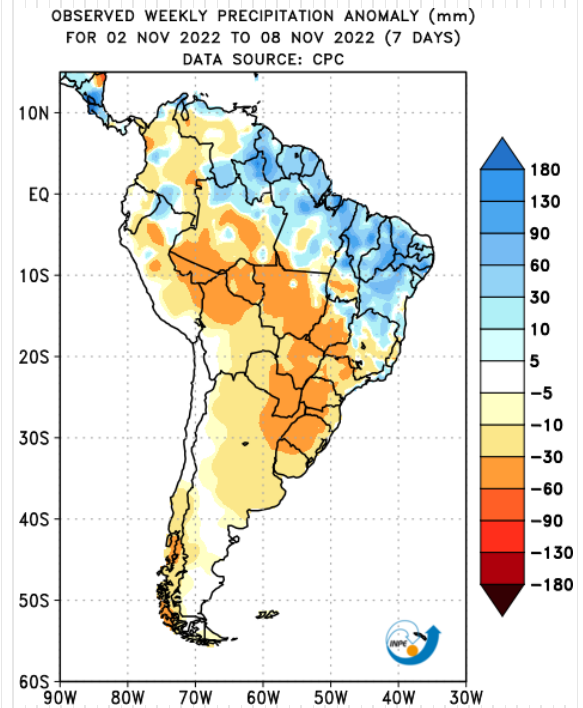 OBSERVED WEEKLY PRECIPITATION ANOMALY (mm)
FOR 02 NOV 2022 TO 08 NOV 2022 (7 DAYS)
DATA SOURCE: CPC
10N
EQ
10S
20S
30S
40S
50S
60S
90W 80W 70W 60W 50W 40W 30W
180
130
90
60
30
10
5
−5
−10
−30
−60
−90
−130
−180
INPE